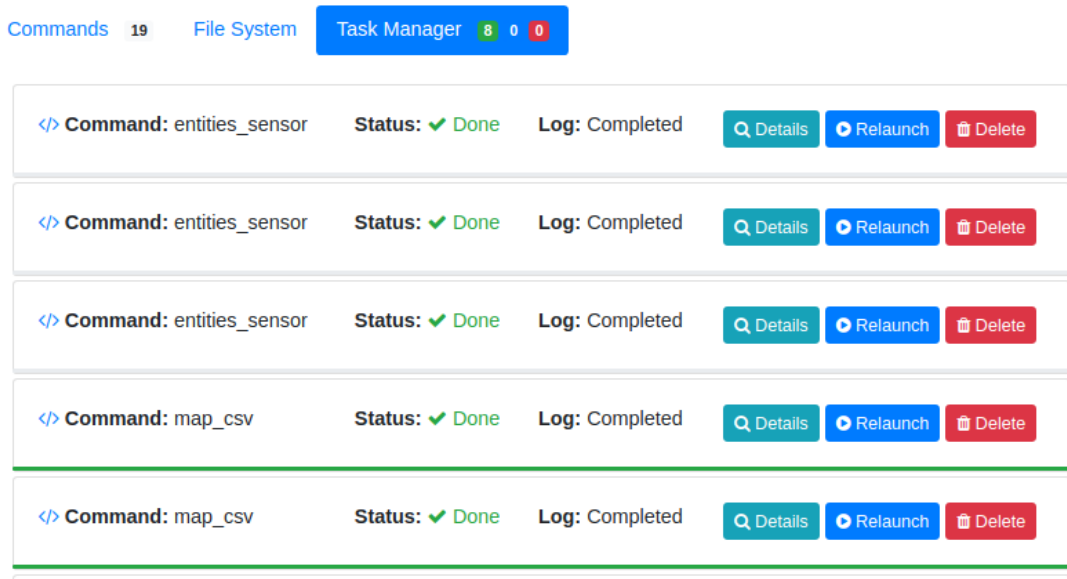 Commands 19 File System Task Manager 8 0 0
</> Command: entities_sensor Status: Done Log: Completed Details Relaunch Delete
</> Command: entities_sensor Status: Done Log: Completed Details Relaunch Delete
</> Command: entities_sensor Status: Done Log: Completed Details Relaunch Delete
</> Command: map_csv Status: Done Log: Completed Details Relaunch Delete
</> Command: map_csv Status: Done Log: Completed Details Relaunch Delete